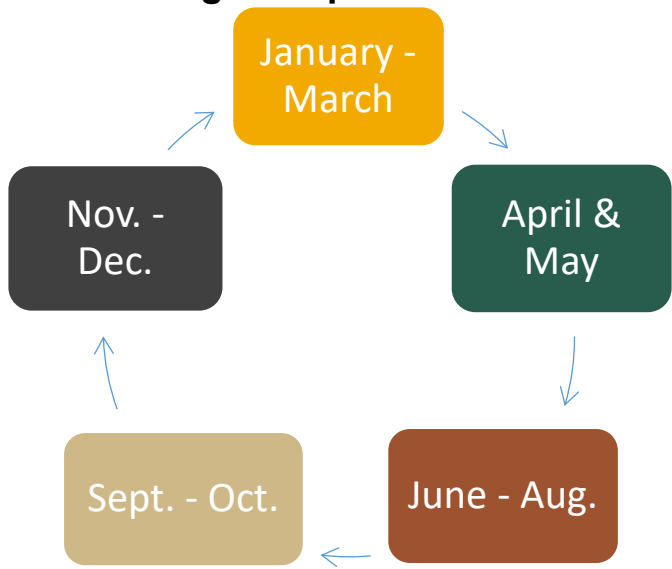 January -
March
April &
May
June - Aug.
Sept. - Oct.
Nov. -
Dec.